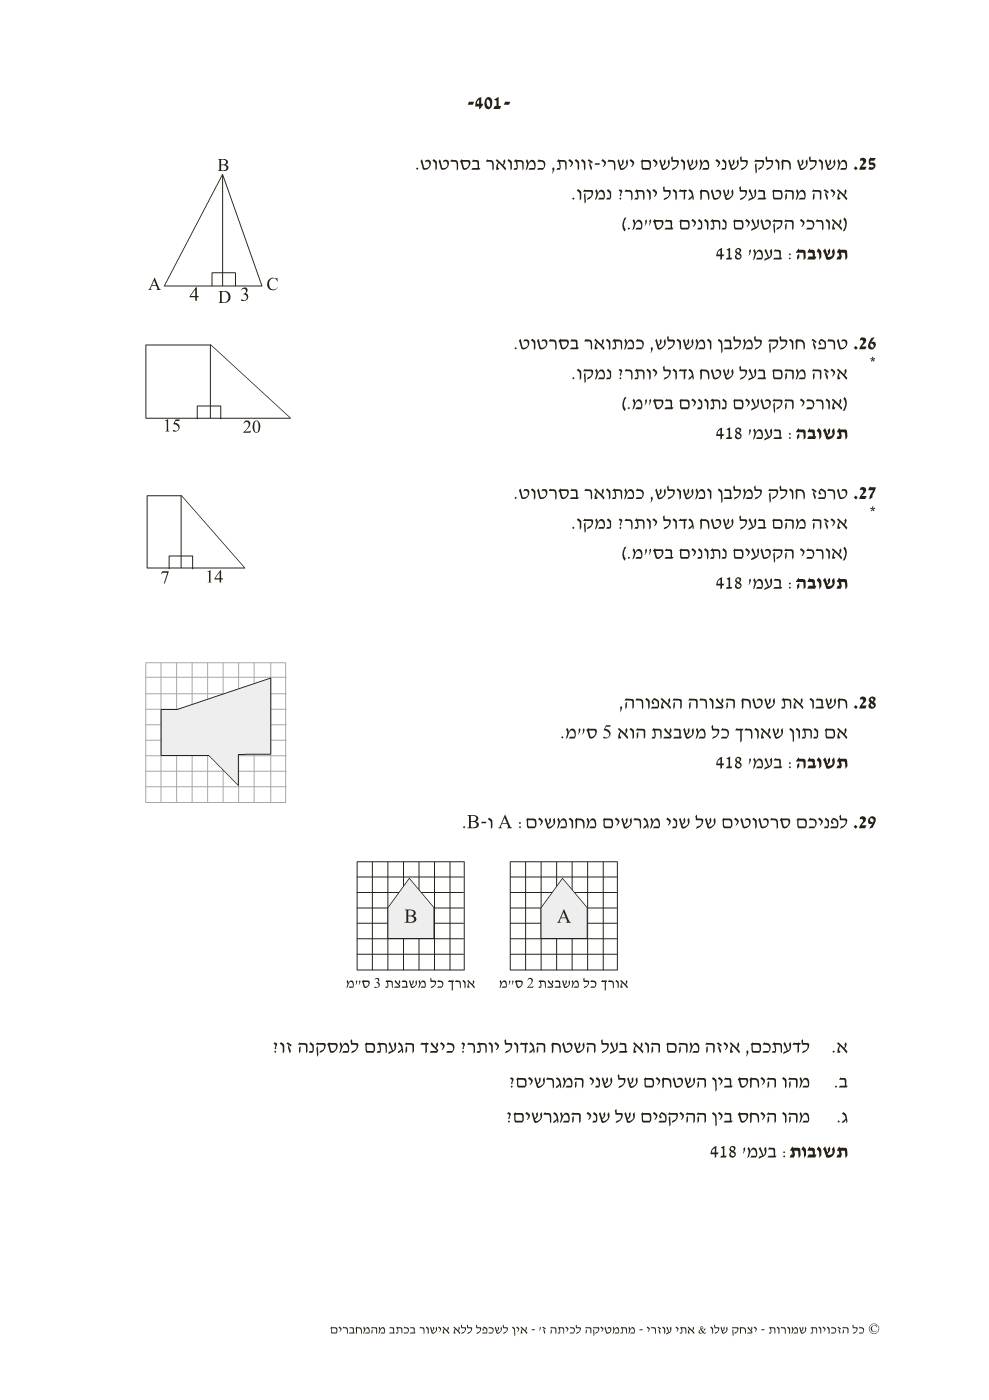 -401-
25. משולש חולק לשני משולשים ישרי-זווית, כמתואר בסרטוט.
איזה מהם בעל שטח גדול יותר? נמקו.
(אורכי הקטעים נתונים בס״מ.)
תשובה: בעמ׳ 418
B
A
C
4
D
3
26. טרפז חולק למלבן ומשולש, כמתואר בסרטוט.
*
איזה מהם בעל שטח גדול יותר? נמקו.
(אורכי הקטעים נתונים בס״מ.)
תשובה: בעמ׳ 418
15
20
27. טרפז חולק למלבן ומשולש, כמתואר בסרטוט.
*
איזה מהם בעל שטח גדול יותר? נמקו.
(אורכי הקטעים נתונים בס״מ.)
תשובה: בעמ׳ 418
7
14
28. חשבו את שטח הצורה האפורה,
אם נתון שאורך כל משבצת הוא 5 ס״מ.
תשובה: בעמ׳ 418
29. לפניכם סרטוטים של שני מגרשים מחומשים: A ו-B.
A
B
אורך כל משבצת 2 ס״מ
אורך כל משבצת 3 ס״מ
א. לדעתכם, איזה מהם הוא בעל השטח הגדול יותר? כיצד הגעתם למסקנה זו?
ב. מהו היחס בין השטחים של שני המגרשים?
ג. מהו היחס בין ההיקפים של שני המגרשים?
תשובות: בעמ׳ 418
© כל הזכויות שמורות - יצחק שלו & אתי עוזרי - מתמטיקה לכיתה ז׳ - אין לשכפל ללא אישור בכתב מהמחברים